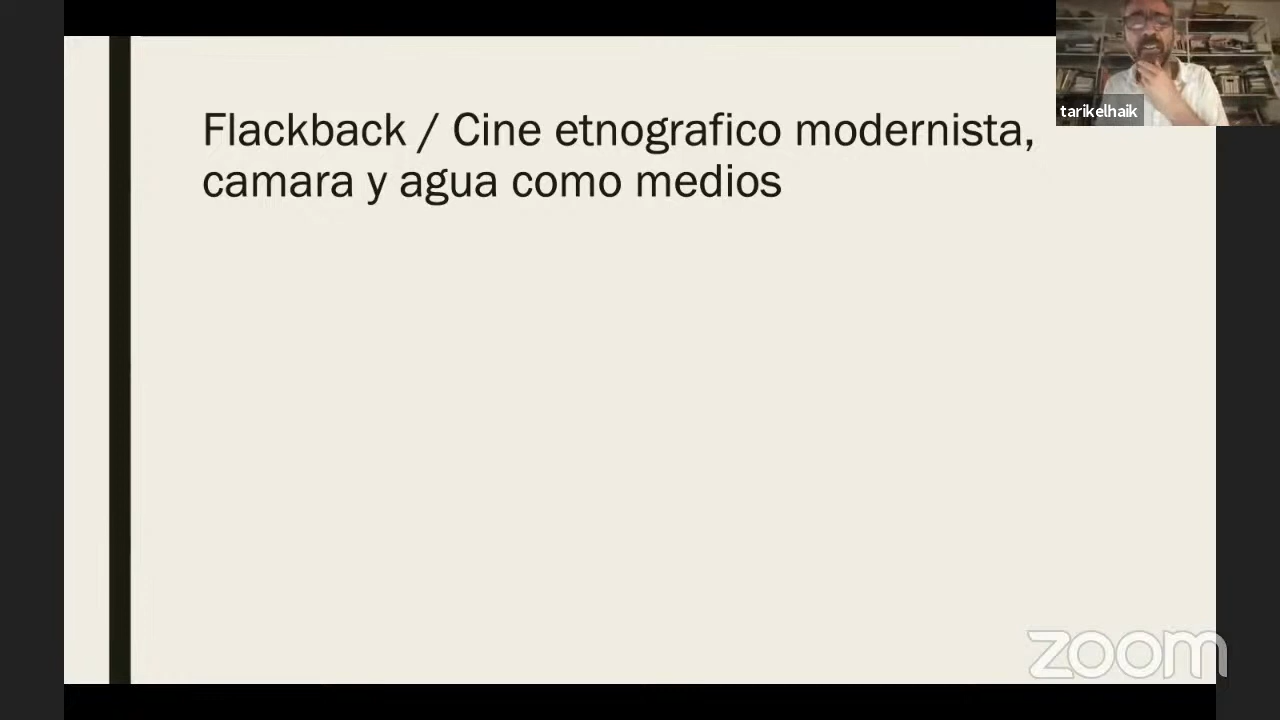 Flackback / Cine etnografico modernista,
camara y agua como medios
tarikelhaik
zoom